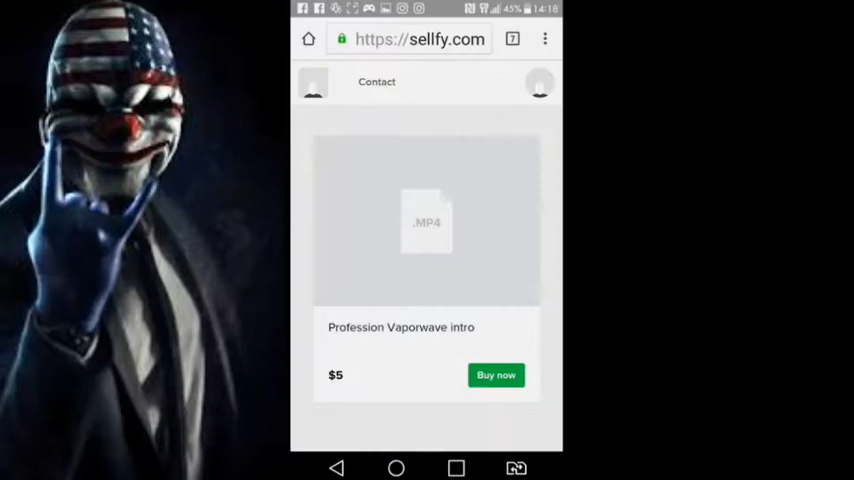 45% 14:18
https://sellfy.com
7
Contact
.MP4
Profession Vaporwave intro
$5
Buy now